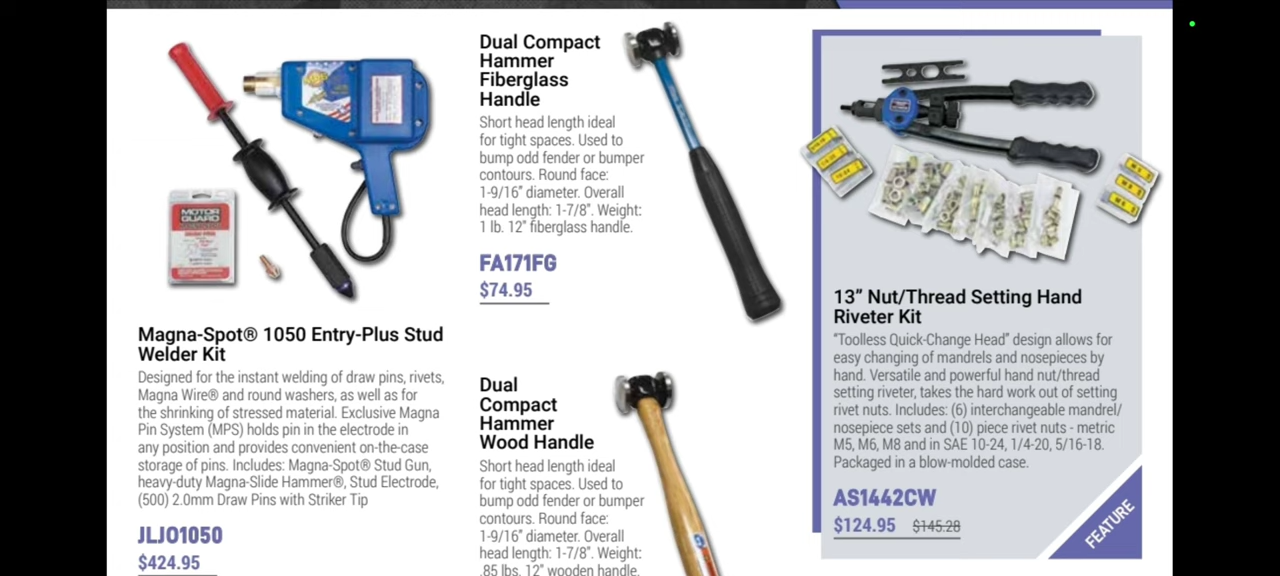 Magna-Spot® 1050 Entry-Plus Stud
Welder Kit
Designed for the instant welding of draw pins, rivets,
Magna Wire® and round washers, as well as for
the shrinking of stressed material. Exclusive Magna
Pin System (MPS) holds pin in the electrode in
any position and provides convenient on-the-case
storage of pins. Includes: Magna-Spot® Stud Gun,
heavy-duty Magna-Slide Hammer®, Stud Electrode,
(500) 2.0mm Draw Pins with Striker Tip
JLJO1050
$424.95
MOTOR
GUARD
Dual Compact
Hammer
Fiberglass
Handle
Short head length ideal
for tight spaces. Used to
bump odd fender or bumper
contours. Round face:
1-9/16” diameter. Overall
head length: 1-7/8”. Weight:
1 lb. 12” fiberglass handle.
FA171FG
$74.95
Dual
Compact
Hammer
Wood Handle
Short head length ideal
for tight spaces. Used to
bump odd fender or bumper
contours. Round face:
1-9/16” diameter. Overall
head length: 1-7/8”. Weight:
.85 lbs. 12” wooden handle.
13” Nut/Thread Setting Hand
Riveter Kit
“Toolless Quick-Change Head” design allows for
easy changing of mandrels and nosepieces by
hand. Versatile and powerful hand nut/thread
setting riveter, takes the hard work out of setting
rivet nuts. Includes: (6) interchangeable mandrel/
nosepiece sets and (10) piece rivet nuts - metric
M5, M6, M8 and in SAE 10-24, 1/4-20, 5/16-18.
Packaged in a blow-molded case.
AS1442CW
$124.95 $145.28
FEATURE